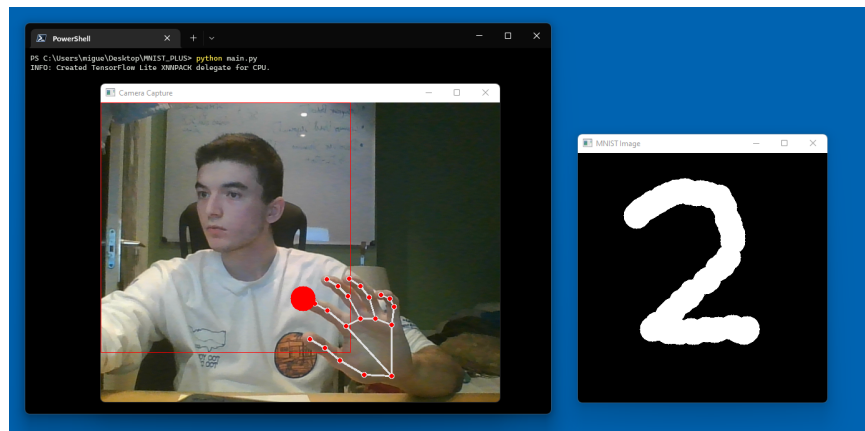 PowerShell
PS C:\Users\migue\Desktop\MNIST_PLUS> python main.py
INFO: Created TensorFlow Lite XNNPACK delegate for CPU.
Camera Capture
MNIST Image
2